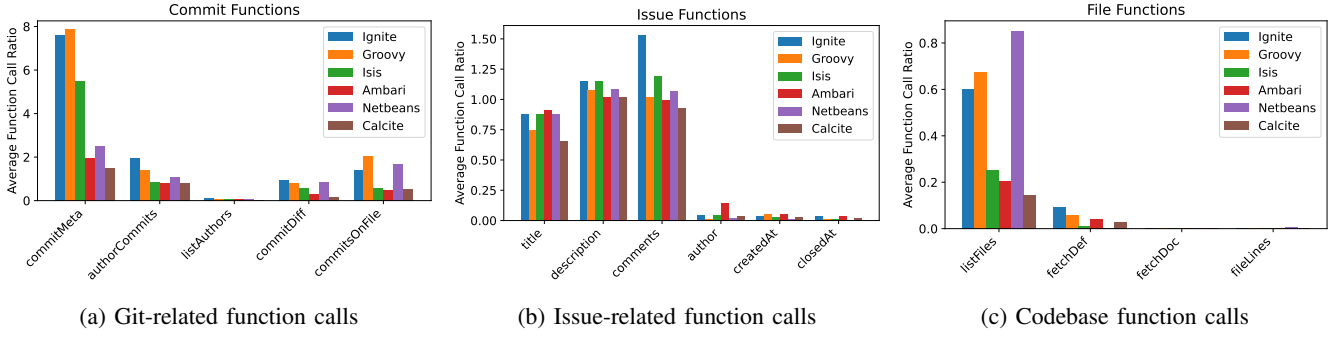 Commit Functions
Average Function Call Ratio
8
6
4
2
0
Ignite
Groovy
Isis
Ambari
Netbeans
Calcite
commitMeta
authorCommits
listAuthors
commitDiff
commitsOnFile
(a) Git-related function calls
Issue Functions
Average Function Call Ratio
1.50
1.25
1.00
0.75
0.50
0.25
0.00
Ignite
Groovy
Isis
Ambari
Netbeans
Calcite
title
description
comments
author
createdAt
closedAt
(b) Issue-related function calls
File Functions
Average Function Call Ratio
0.8
0.6
0.4
0.2
0.0
Ignite
Groovy
Isis
Ambari
Netbeans
Calcite
listFiles
fetchDef
fetchDoc
fileLines
(c) Codebase function calls